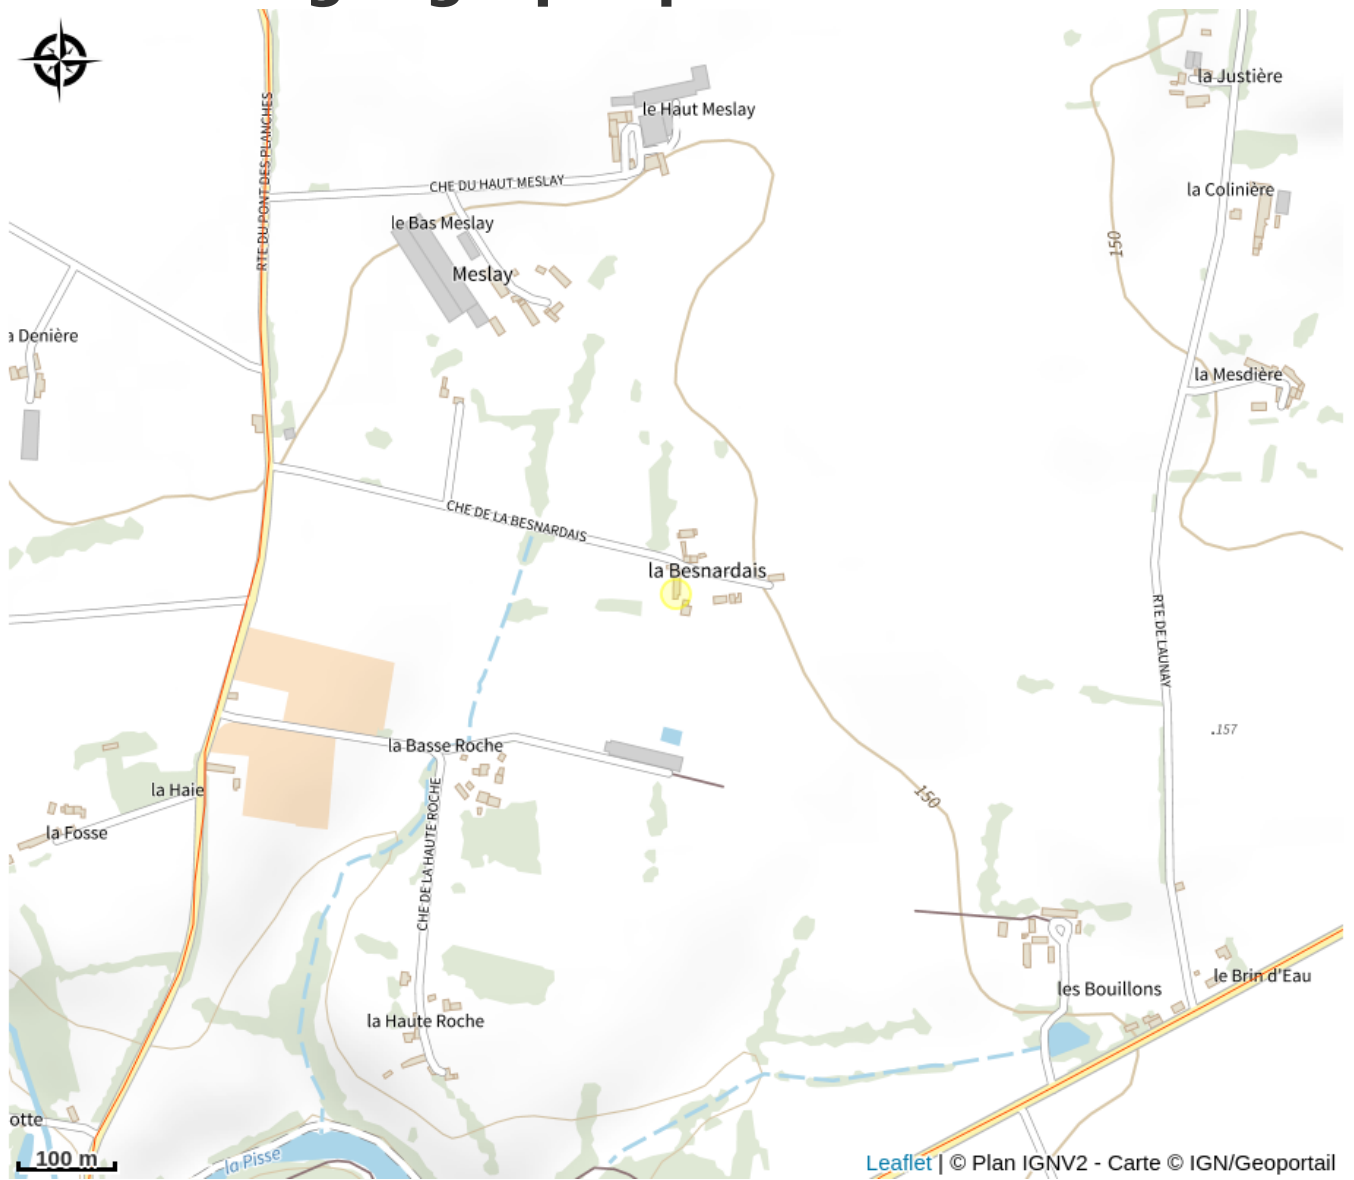 la Justière
le Haut Meslay
RTE DU PONT DES PLANCHES
CHE DU HAUT MESLAY
la Colinière
le Bas Meslay
150
Meslay
a Denière
la Mesdière
CHE DE LA BESNARDAIS
la Besnardais
RTE DE LAUNAY
.157
la Basse Roche
la Haie
150
la Fosse
CHE DE LA HAUTE ROCHE
le Brin d'Eau
les Bouillons
la Haute Roche
otte
la Pisse
100 m
Leaflet | © Plan IGNV2 - Carte © IGN/Geoportail